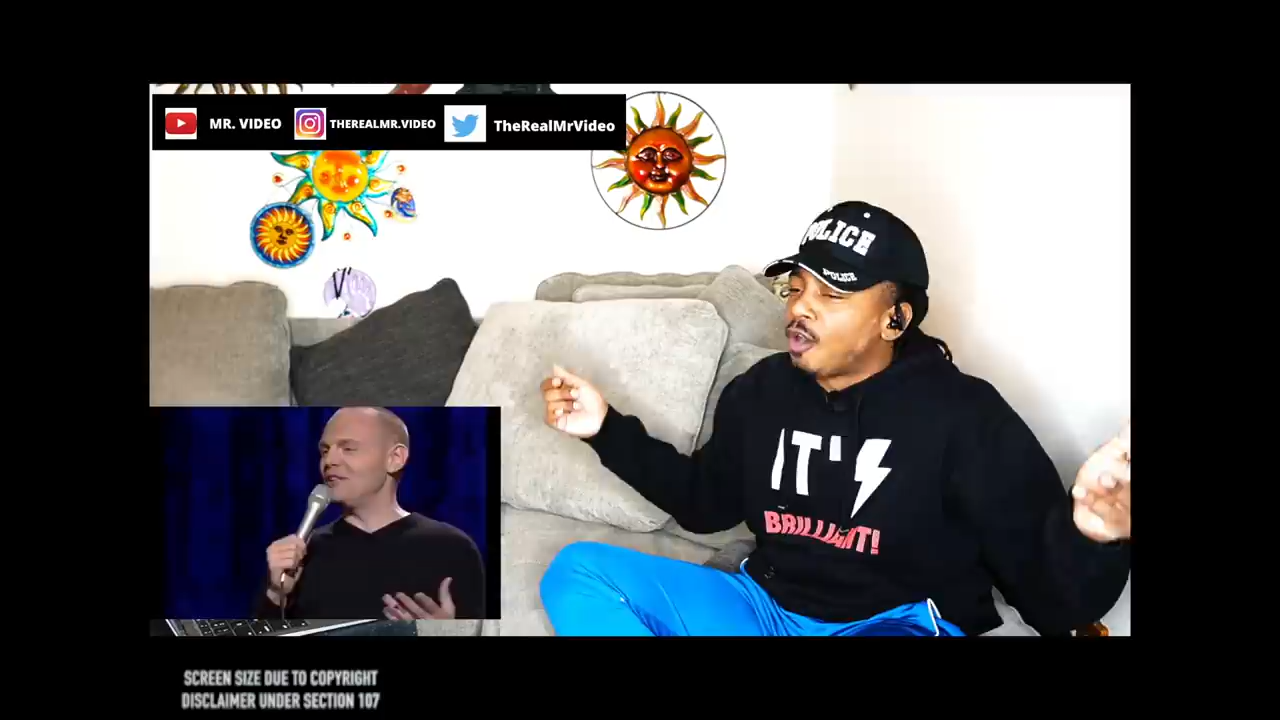 MR. VIDEO THEREALMR.VIDEO TheRealMrVideo
POLICE
POLICE
IT'S
BRILLIANT!
SCREEN SIZE DUE TO COPYRIGHT
DISCLAIMER UNDER SECTION 107